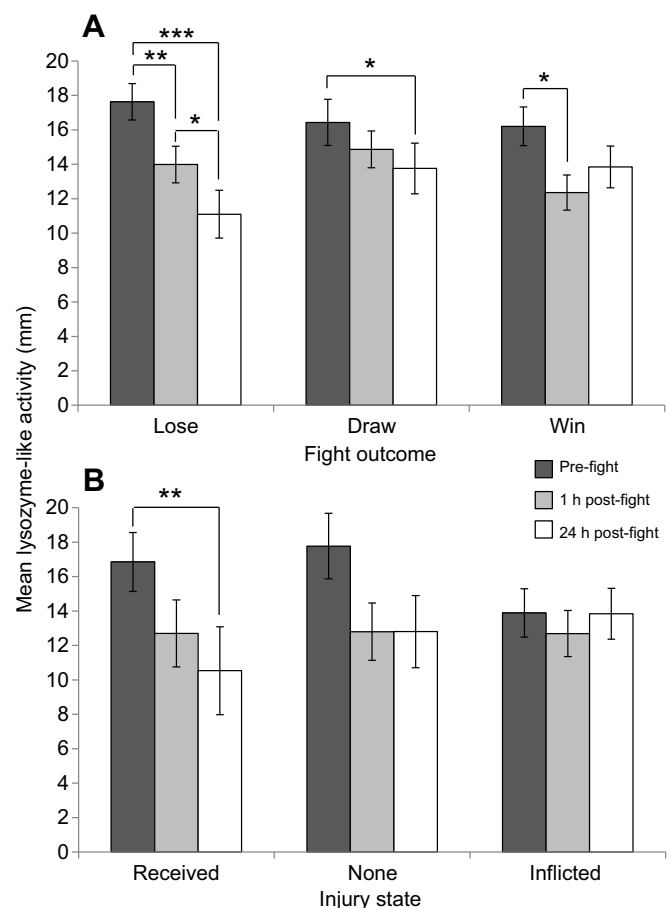 A
***
**
*
*
*
20
18
16
14
12
10
8
6
4
2
0
Lose Draw Win
Fight outcome
Mean lysozyme-like activity (mm)
Pre-fight
1 h post-fight
24 h post-fight
B
**
20
18
16
14
12
10
8
6
4
2
0
Received None Inflicted
Injury state